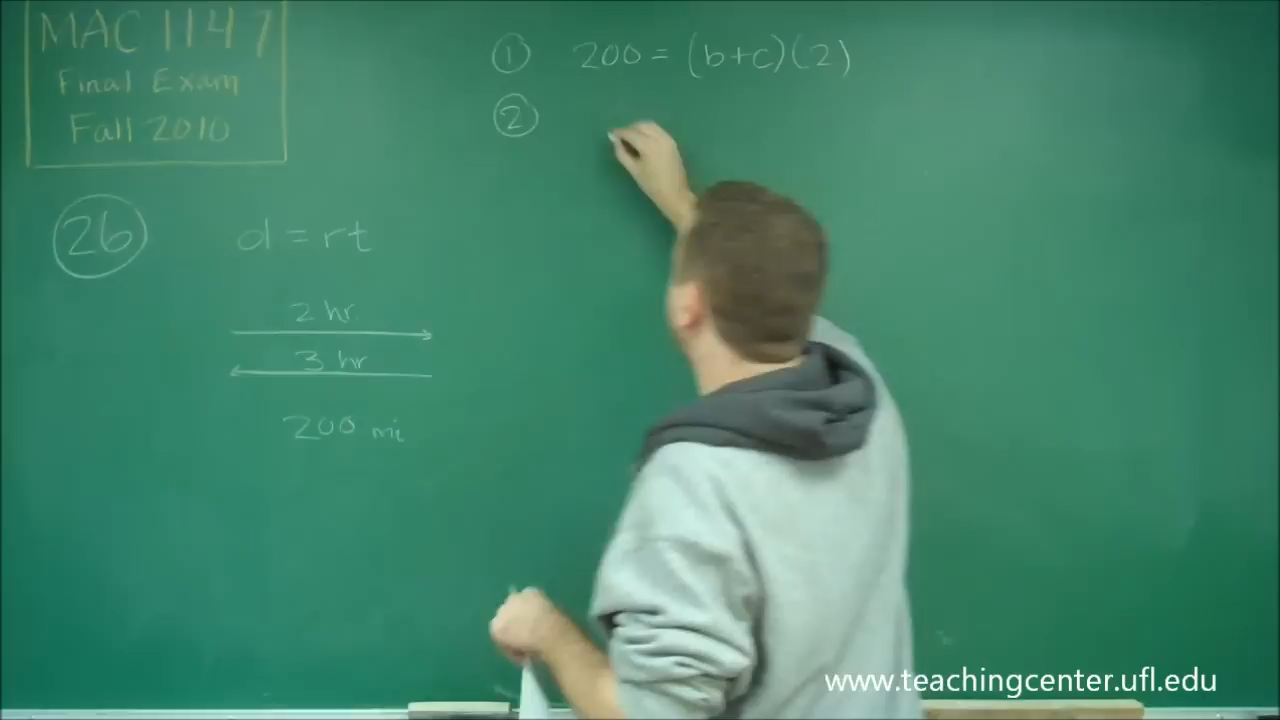 MAC 1147
Final Exam
Fall 2010
① 200 = (b+c)(2)
②
26
d = rt
2 hr.
3 hr
200 mi
www.teachingcenter.ufl.edu